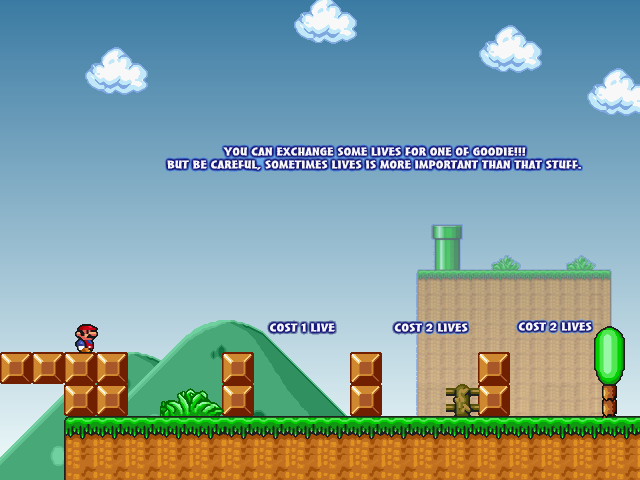 YOU CAN EXCHANGE SOME LIVES FOR ONE OF GOODIE!!!
BUT BE CAREFUL, SOMETIMES LIVES IS MORE IMPORTANT THAN THAT STUFF.
COST 1 LIVE
COST 2 LIVES
COST 2 LIVES